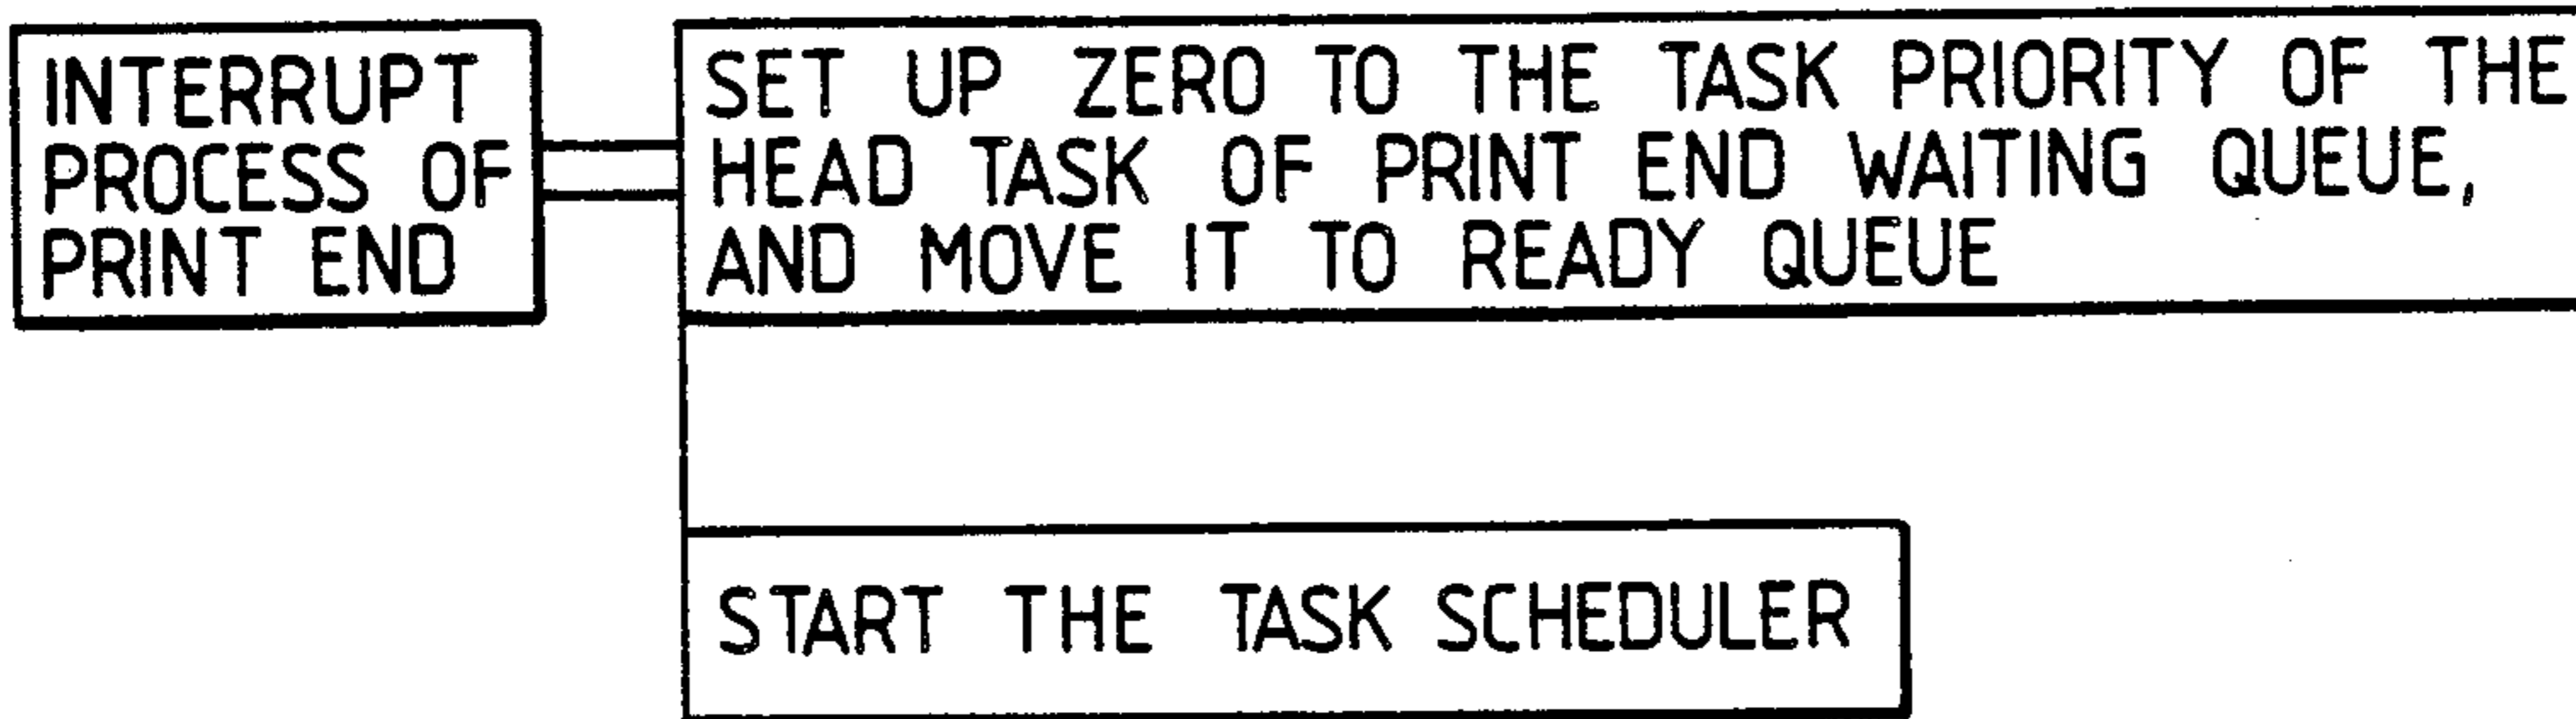 INTERRUPT
PROCESS OF
PRINT END
SET UP ZERO TO THE TASK PRIORITY OF THE
HEAD TASK OF PRINT END WAITING QUEUE,
AND MOVE IT TO READY QUEUE
START THE TASK SCHEDULER